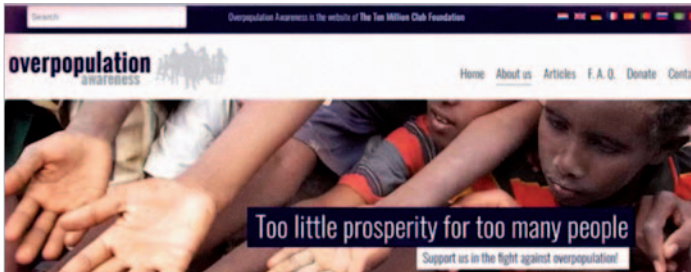 Search
Overpopulation Awareness is the website of The Ten Million Club Foundation
overpopulation
awareness
Home About us Articles F. A. Q. Donate Conta
Too little prosperity for too many people
Support us in the fight against overpopulation!